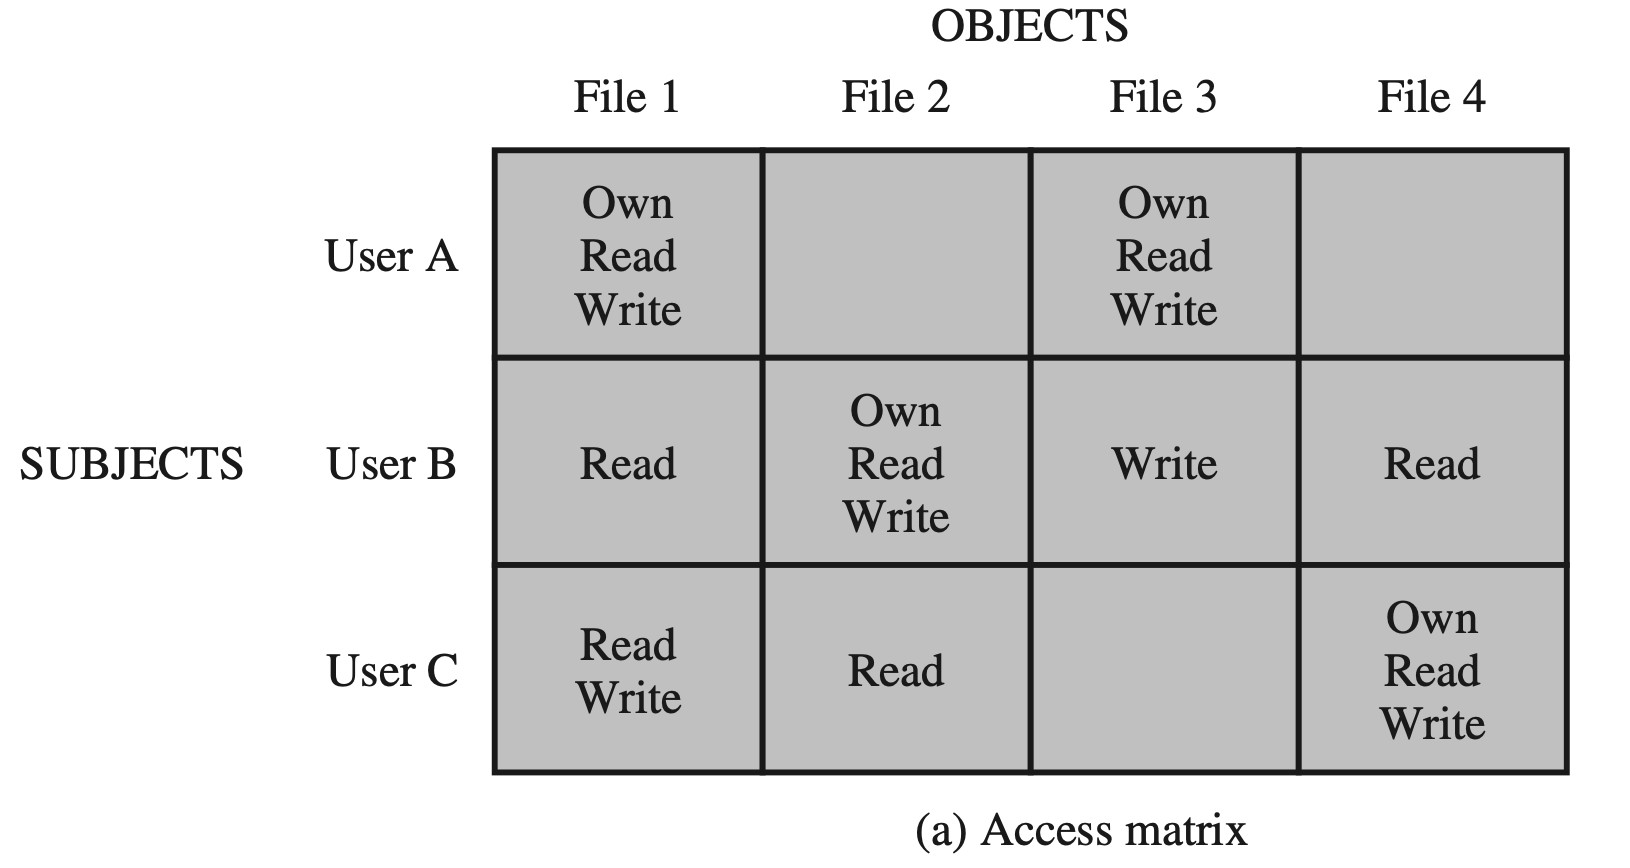 OBJECTS
File 1 File 2 File 3 File 4
User A
Own
Read
Write
Own
Read
Write
SUBJECTS
User B
Read
Own
Read
Write
Write
Read
User C
Read
Write
Read
Own
Read
Write
(a) Access matrix